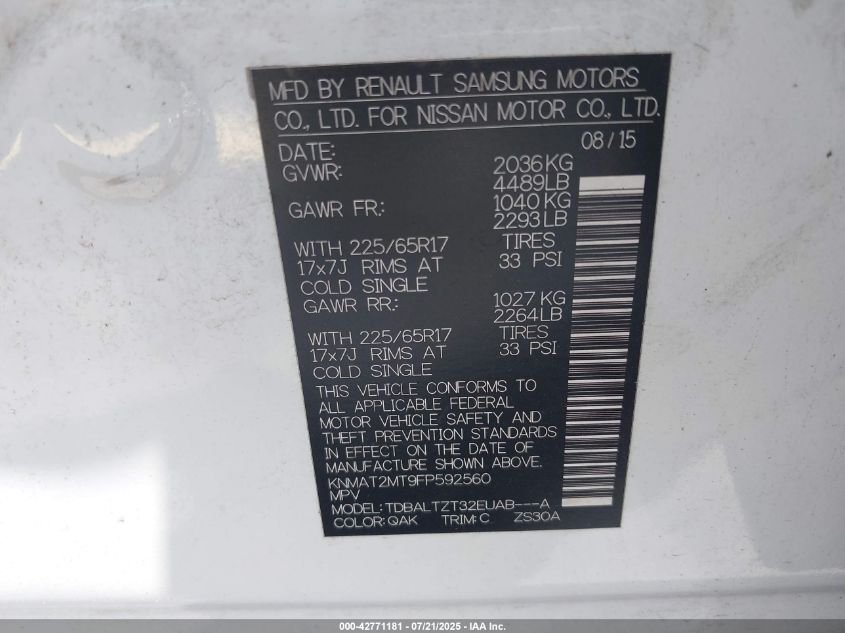 MFD BY RENAULT SAMSUNG MOTORS
CO., LTD. FOR NISSAN MOTOR CO., LTD.
DATE: 08/15
GVWR: 2036KG
4489LB
GAWR FR: 1040KG
2293LB
WITH 225/65R17 TIRES
17x7J RIMS AT 33 PSI
COLD SINGLE
GAWR RR: 1027KG
2264LB
WITH 225/65R17 TIRES
17x7J RIMS AT 33 PSI
COLD SINGLE
THIS VEHICLE CONFORMS TO
ALL APPLICABLE FEDERAL
MOTOR VEHICLE SAFETY AND
THEFT PREVENTION STANDARDS
IN EFFECT ON THE DATE OF
MANUFACTURE SHOWN ABOVE.
KNMAT2MT9FP592560
MPV
MODEL: TDBALTZT32EUAB---A
COLOR: QAK TRIM: C ZS30A
000-42771181 - 07/21/2025 - IAA Inc.